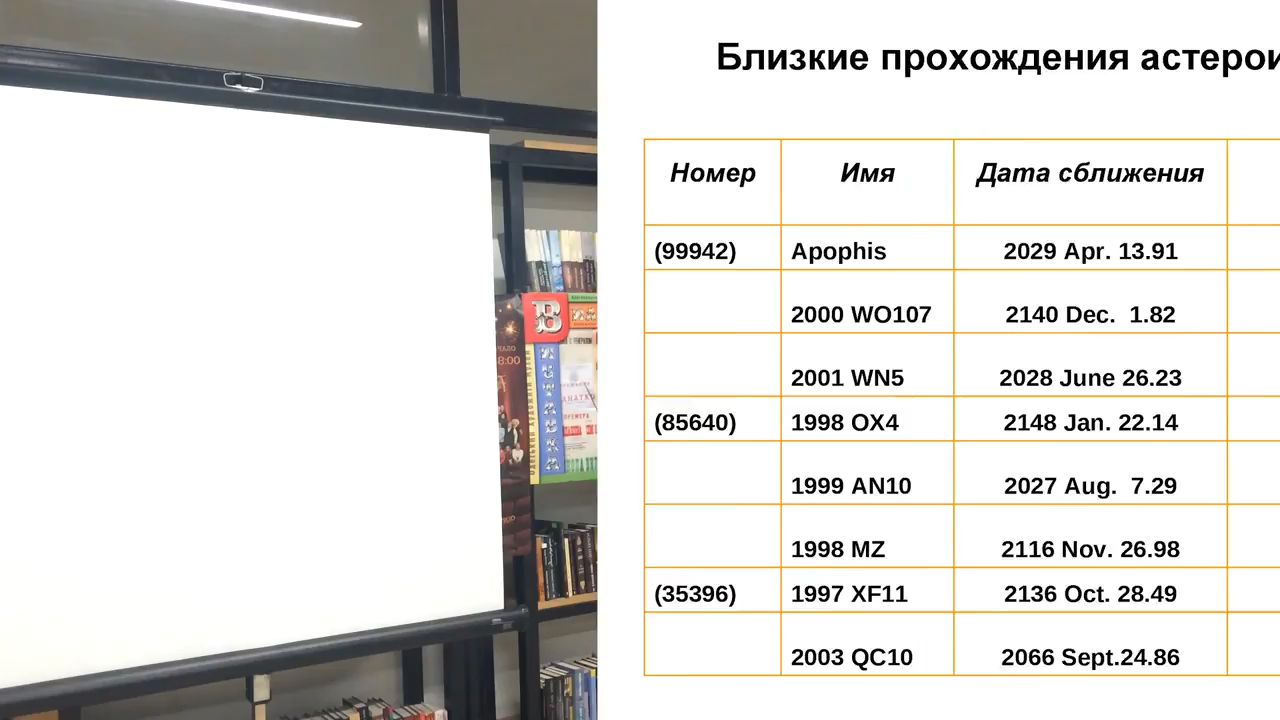 Близкие прохождения астерои
Номер Имя Дата сближения
(99942) Apophis 2029 Apr. 13.91
2000 WO107 2140 Dec. 1.82
2001 WN5 2028 June 26.23
(85640) 1998 OX4 2148 Jan. 22.14
1999 AN10 2027 Aug. 7.29
1998 MZ 2116 Nov. 26.98
(35396) 1997 XF11 2136 Oct. 28.49
2003 QC10 2066 Sept.24.86
В
8:00
ПРЕМЕРА